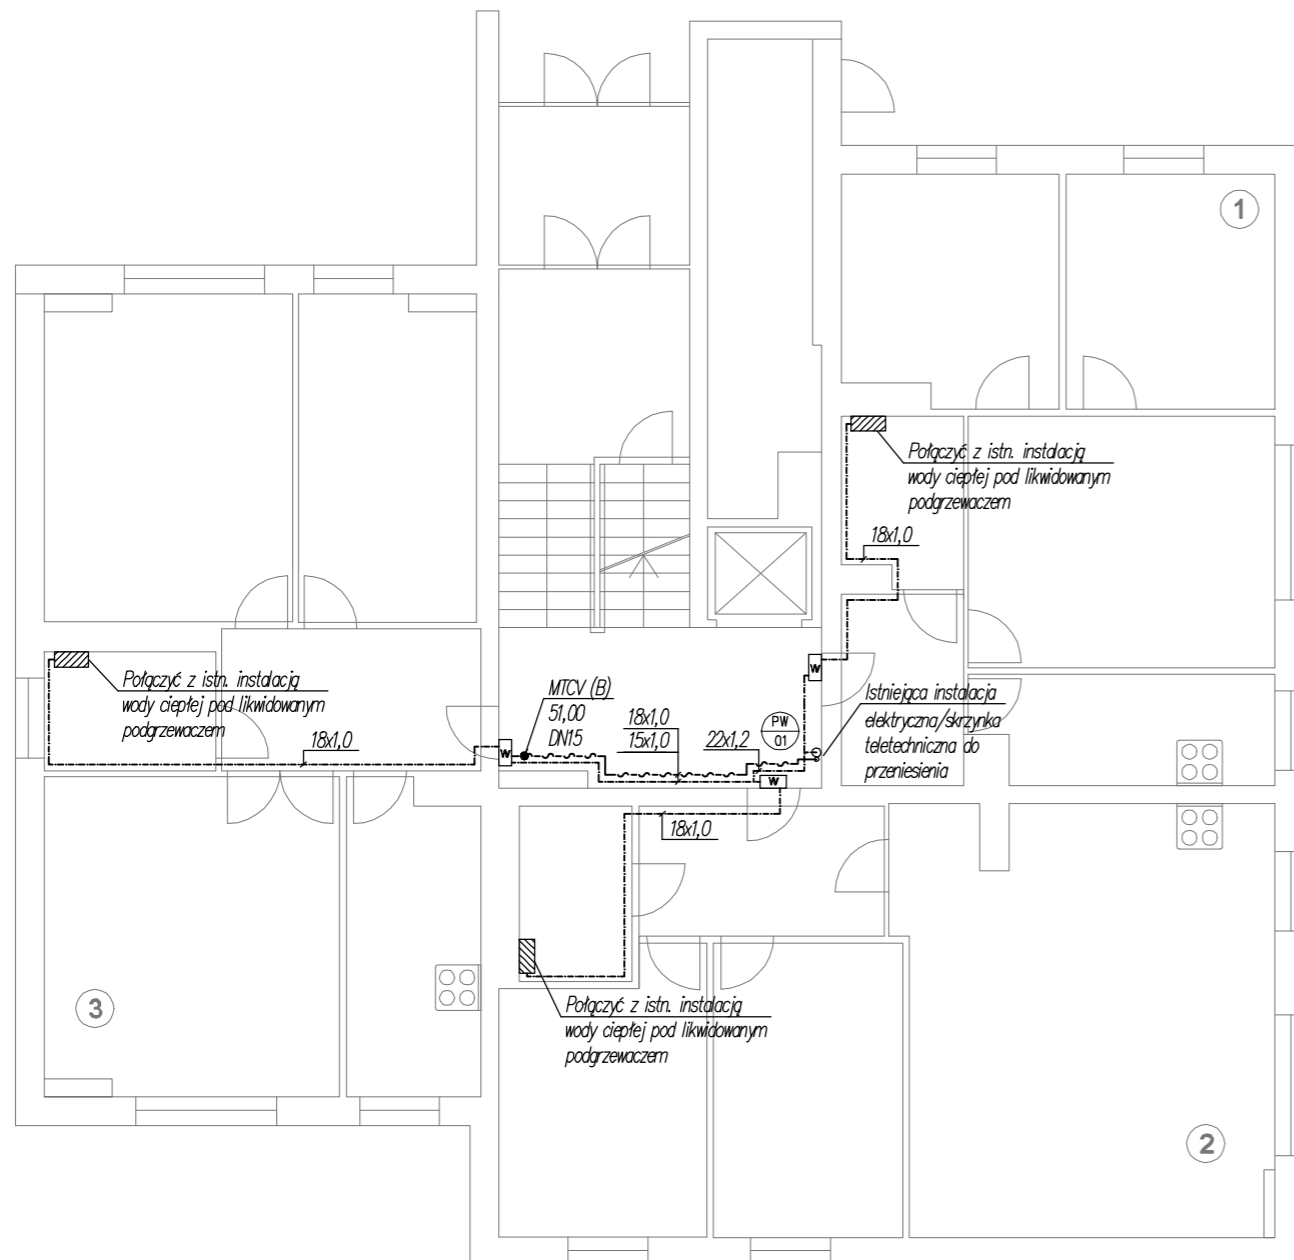 1
Połączyć z istn. instalacją
wody ciepłej pod likwidowanym
podgrzewaczem
18x1,0
Połączyć z istn. instalacją
wody ciepłej pod likwidowanym
podgrzewaczem
18x1,0
MTCV (B)
51,00
DN15
18x1,0
15x1,0
22x1,2
PW
01
W
W
W
Istniejąca instalacja
elektryczna/skrzynka
teletechniczna do
przeniesienia
18x1,0
3
Połączyć z istn. instalacją
wody ciepłej pod likwidowanym
podgrzewaczem
2